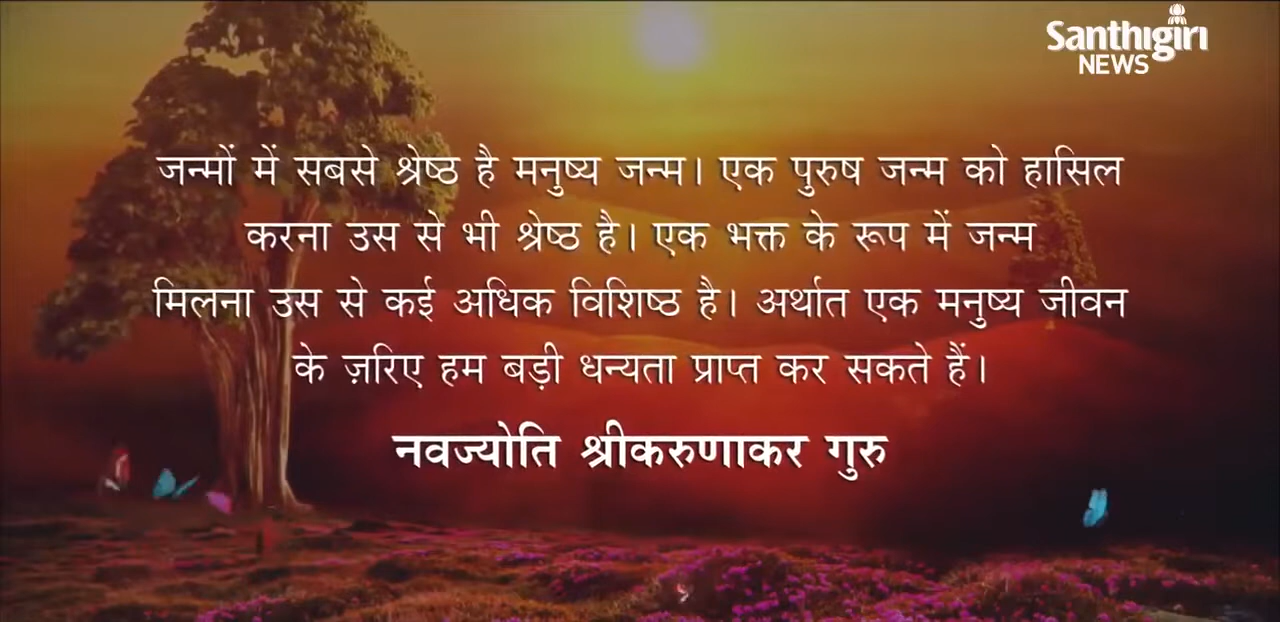 Santhigiri
NEWS
जन्मों में सबसे श्रेष्ठ है मनुष्य जन्म। एक पुरुष जन्म को हासिल
करना उस से भी श्रेष्ठ है। एक भक्त के रूप में जन्म
मिलना उस से कई अधिक विशिष्ठ है। अर्थात एक मनुष्य जीवन
के ज़रिए हम बड़ी धन्यता प्राप्त कर सकते हैं।
नवज्योति श्रीकरुणाकर गुरु